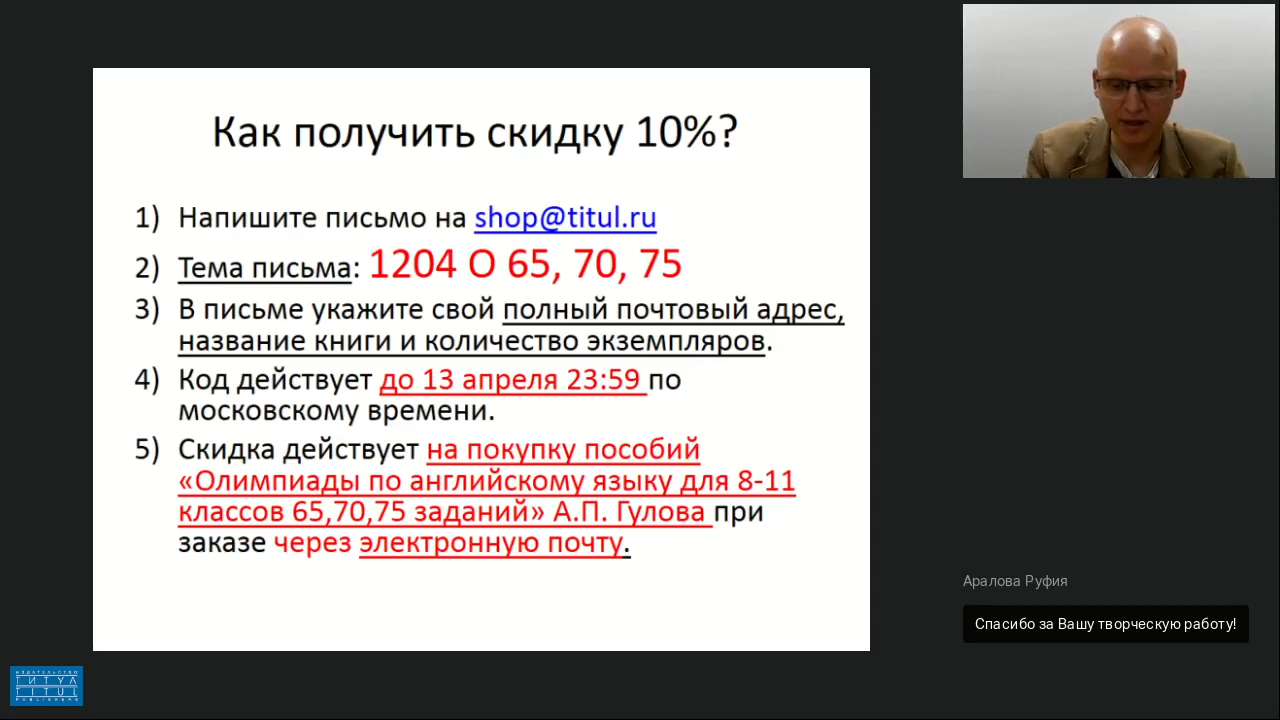 Как получить скидку 10%?
1) Напишите письмо на shop@titul.ru
2) Тема письма: 1204 О 65, 70, 75
3) В письме укажите свой полный почтовый адрес,
название книги и количество экземпляров.
4) Код действует до 13 апреля 23:59 по
московскому времени.
5) Скидка действует на покупку пособий
«Олимпиады по английскому языку для 8-11
классов 65,70,75 заданий» А.П. Гулова при
заказе через электронную почту.
Аралова Руфия
Спасибо за Вашу творческую работу!
ИЗДАТЕЛЬСТВО
ТИТУЛ
TITUL
PUBLISHERS